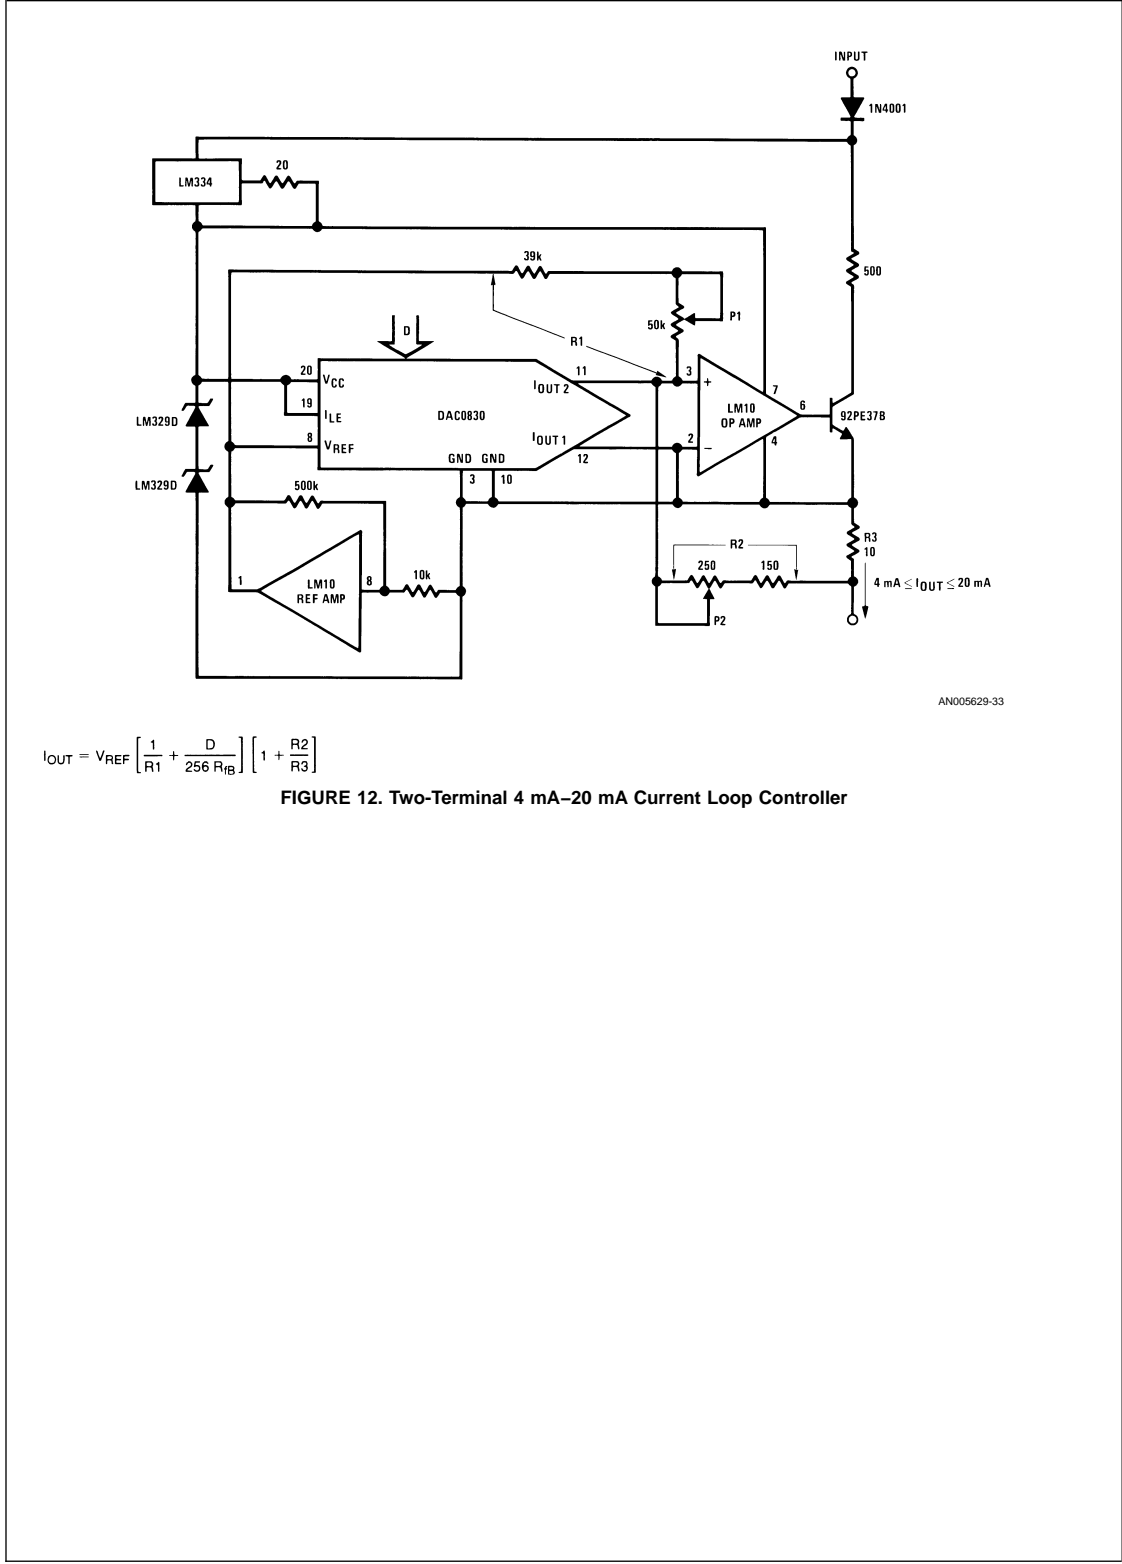 INPUT
1N4001
LM334
20
500
39k
50k
P1
R1
D
20
VCC
19
ILE
8
VREF
DAC0830
IOUT 2
11
IOUT 1
12
GND GND
3
10
3
+
2
−
LM10
OP AMP
7
4
6
92PE37B
LM329D
LM329D
500k
1
LM10
REF AMP
8
10k
R2
250
150
P2
R3
10
4 mA ≤ IOUT ≤ 20 mA
AN005629-33
IOUT = VREF [1/R1 + D/256 RfB] [1 + R2/R3]
FIGURE 12. Two-Terminal 4 mA–20 mA Current Loop Controller